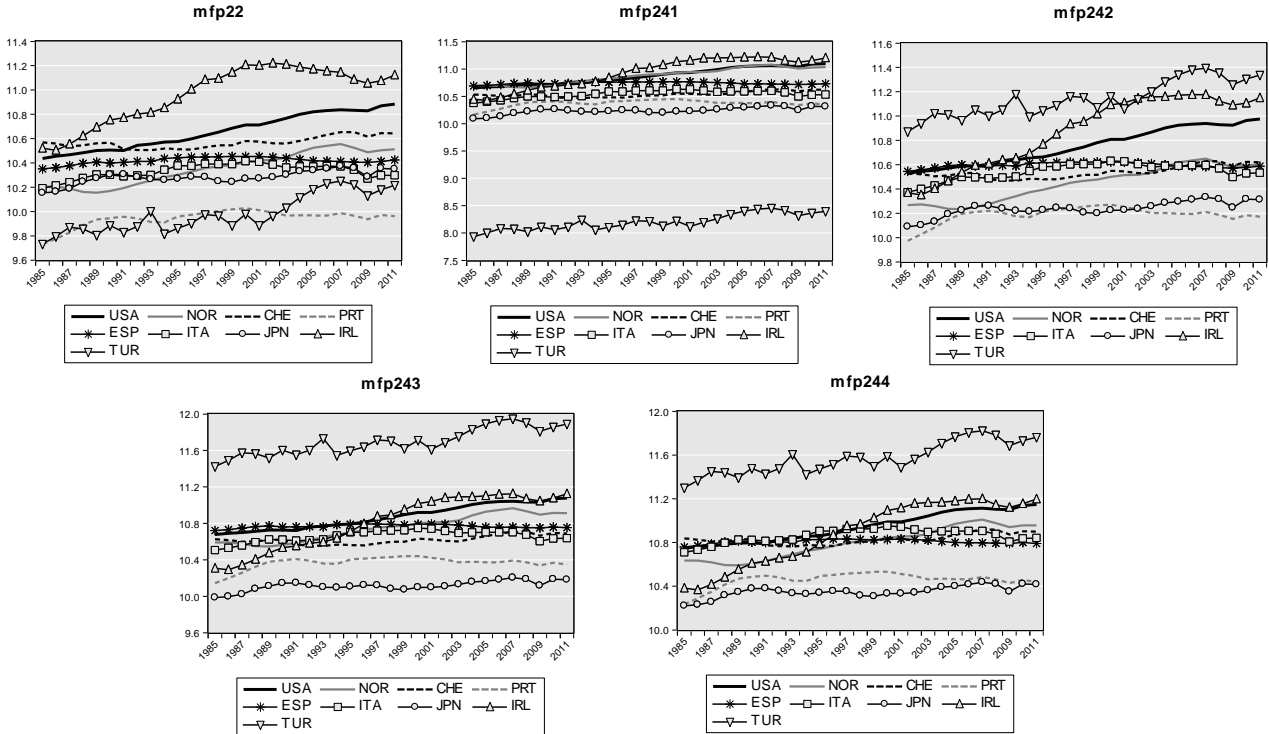 mfp22
11.4
11.2
11.0
10.8
10.6
10.4
10.2
10.0
9.8
9.6
1985 1987 1989 1991 1993 1995 1997 1999 2001 2003 2005 2007 2009 2011
USA NOR CHE PRT
ESP ITA JPN IRL
TUR
mfp241
11.5
11.0
10.5
10.0
9.5
9.0
8.5
8.0
7.5
1985 1987 1989 1991 1993 1995 1997 1999 2001 2003 2005 2007 2009 2011
USA NOR CHE PRT
ESP ITA JPN IRL
TUR
mfp242
11.6
11.4
11.2
11.0
10.8
10.6
10.4
10.2
10.0
9.8
1985 1987 1989 1991 1993 1995 1997 1999 2001 2003 2005 2007 2009 2011
USA NOR CHE PRT
ESP ITA JPN IRL
TUR
mfp243
12.0
11.6
11.2
10.8
10.4
10.0
9.6
1985 1987 1989 1991 1993 1995 1997 1999 2001 2003 2005 2007 2009 2011
USA NOR CHE PRT
ESP ITA JPN IRL
TUR
mfp244
12.0
11.6
11.2
10.8
10.4
10.0
1985 1987 1989 1991 1993 1995 1997 1999 2001 2003 2005 2007 2009 2011
USA NOR CHE PRT
ESP ITA JPN IRL
TUR